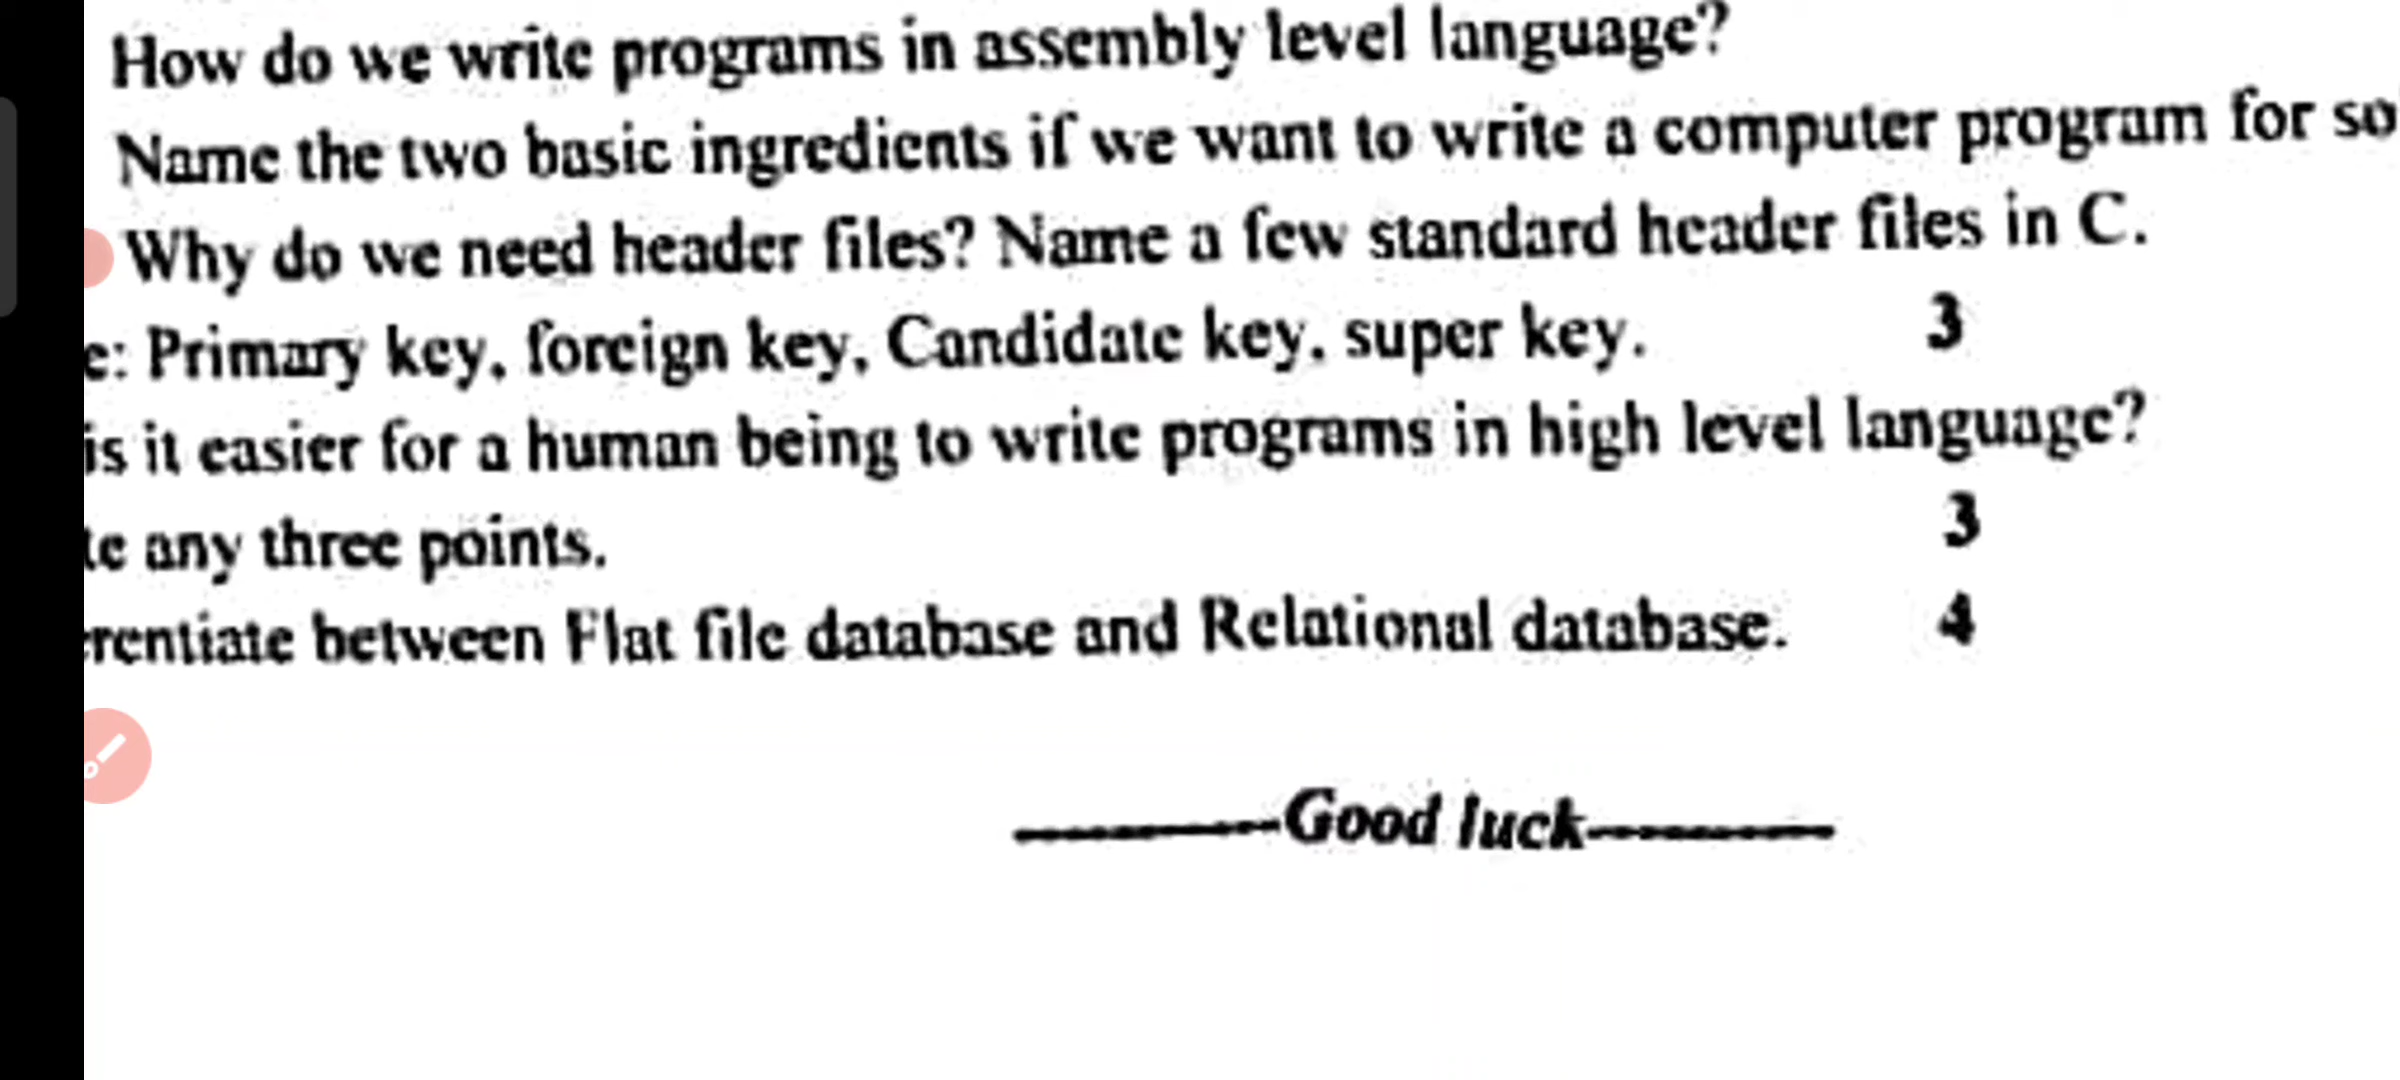 How do we write programs in assembly level language?
Name the two basic ingredients if we want to write a computer program for so
Why do we need header files? Name a few standard header files in C.
e: Primary key, foreign key, Candidate key, super key. 3
is it easier for a human being to write programs in high level language?
te any three points. 3
erentiate between Flat file database and Relational database. 4
----------Good luck----------